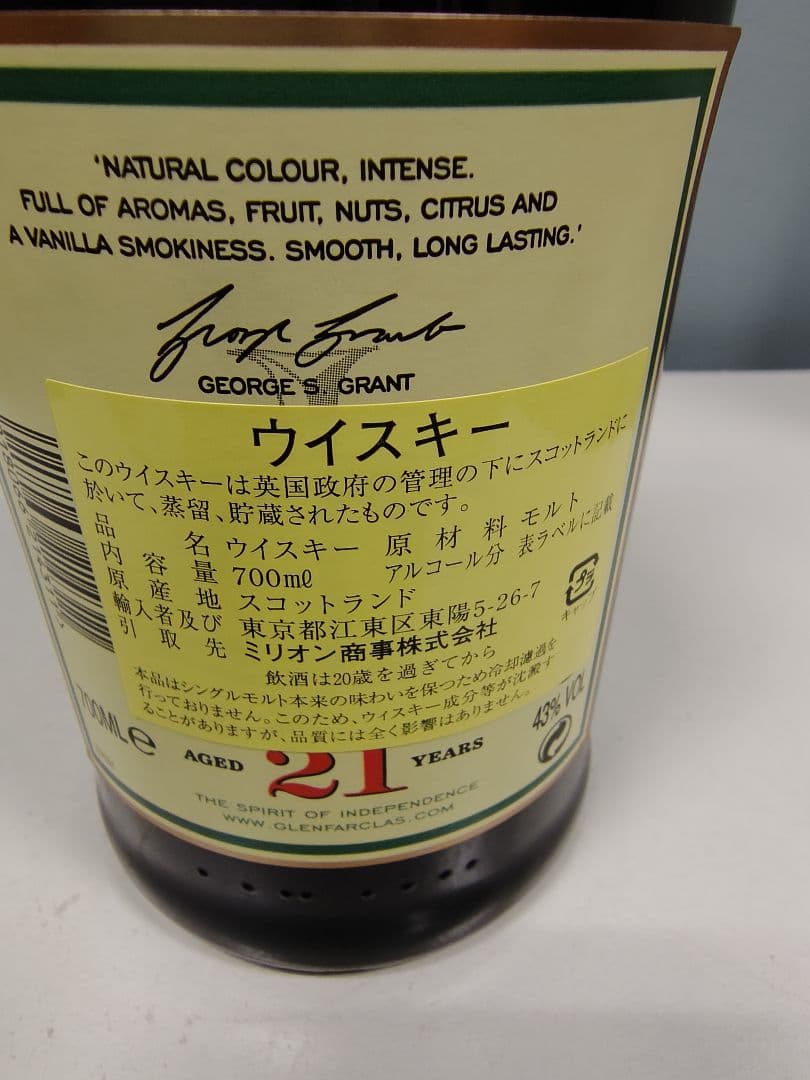 'NATURAL COLOUR, INTENSE.
FULL OF AROMAS, FRUIT, NUTS, CITRUS AND
A VANILLA SMOKINESS. SMOOTH, LONG LASTING.'
GEORGE S. GRANT
ウイスキー
このウイスキーは英国政府の管理の下にスコットランドに
於いて、蒸留、貯蔵されたものです。
品名 ウイスキー 原材料 モルト
内容量 700mℓ アルコール分 表ラベルに記載
原産地 スコットランド
輸入者及び 東京都江東区東陽5-26-7
引取先 ミリオン商事株式会社
プラ
キャップ
飲酒は20歳を過ぎてから
本品はシングルモルト本来の味わいを保つため冷却濾過を
行っておりません。このため、ウィスキー成分等が沈澱す
ることがありますが、品質には全く影響はありません。
700MLe
43% VOL
AGED 21 YEARS
THE SPIRIT OF INDEPENDENCE
WWW.GLENFARCLAS.COM